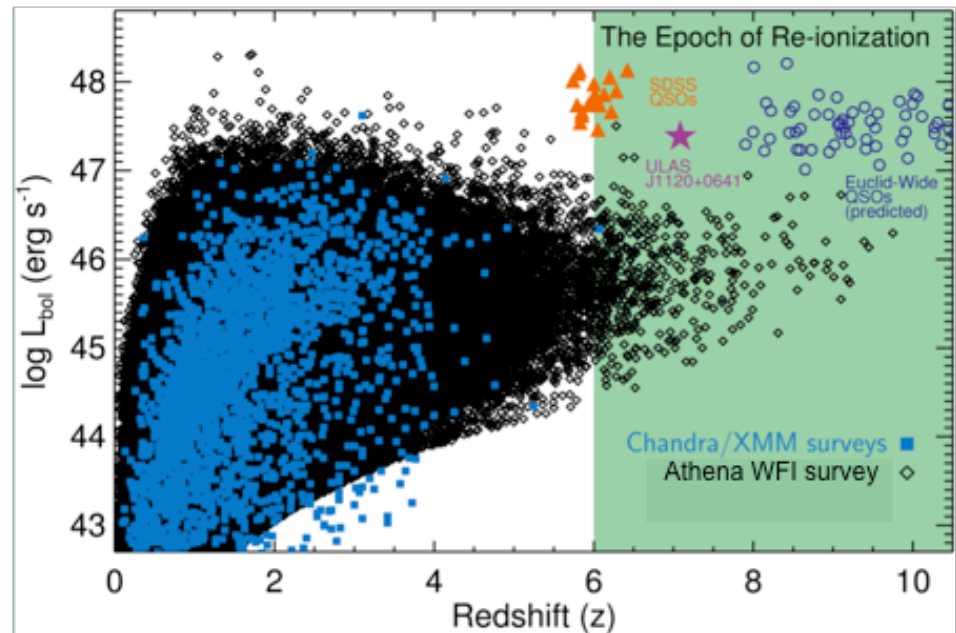 The Epoch of Re-ionization
SDSS
QSOs
ULAS
J1120+0641
Euclid-Wide
QSOs
(predicted)
Chandra/XMM surveys
Athena WFI survey
log L_bol (erg s⁻¹)
48
47
46
45
44
43
0 2 4 6 8 10
Redshift (z)